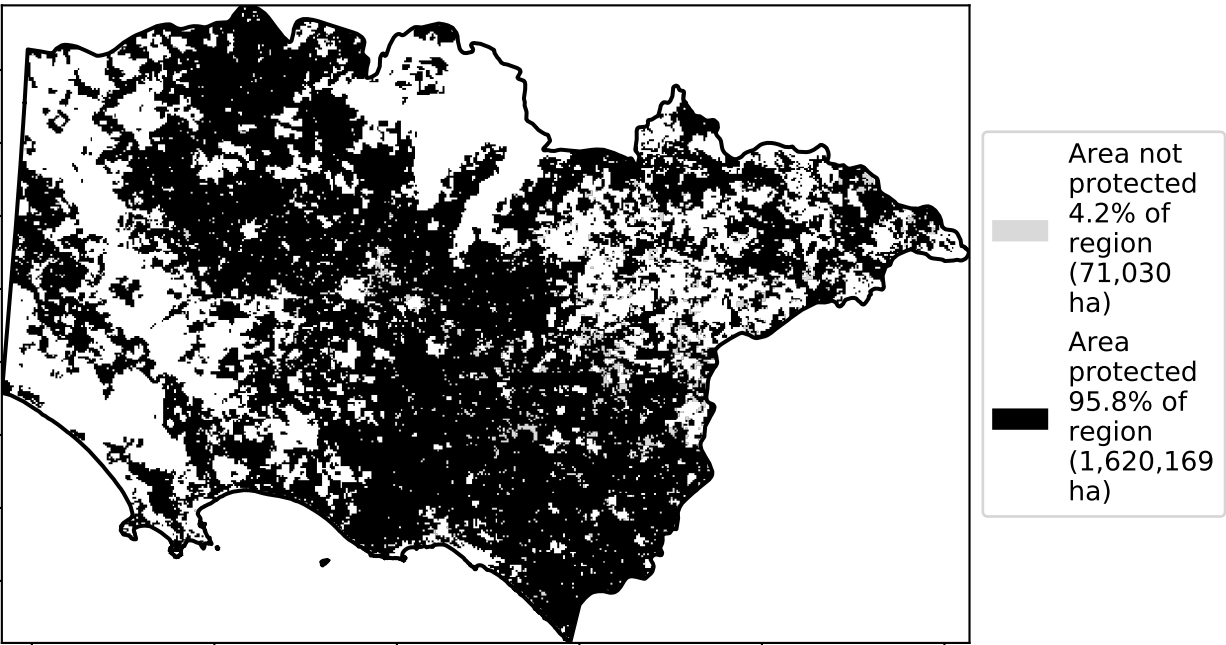 Area not
protected
4.2% of
region
(71,030
ha)
Area
protected
95.8% of
region
(1,620,169
ha)